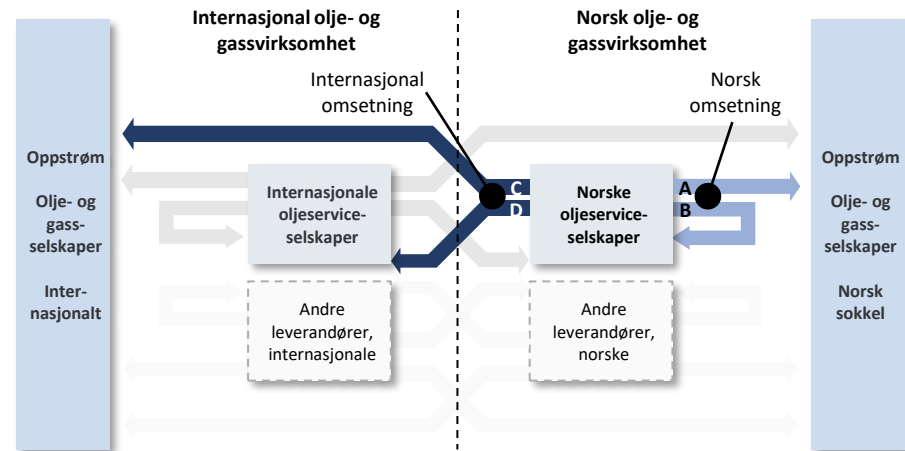 Internasjonal olje- og
gassvirksomhet
Norsk olje- og
gassvirksomhet
Internasjonal
omsetning
Norsk
omsetning
Oppstrøm
Olje- og
gass-
selskaper
Inter-
nasjonalt
Internasjonale
oljeservice-
selskaper
C
D
Norske
oljeservice-
selskaper
A
B
Oppstrøm
Olje- og
gass-
selskaper
Norsk
sokkel
Andre
leverandører,
internasjonale
Andre
leverandører,
norske